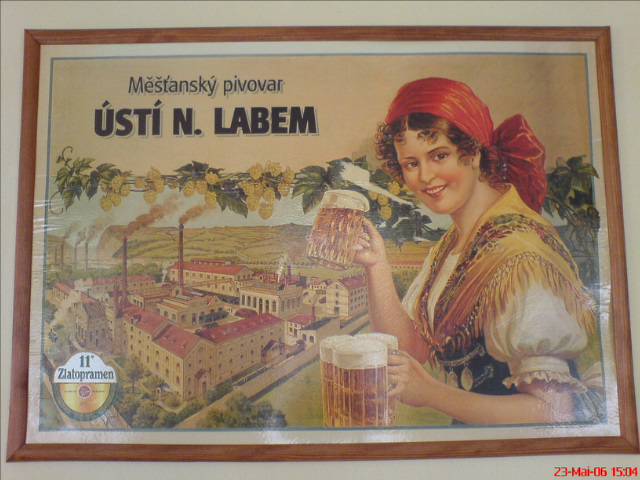 Měšťanský pivovar
ÚSTÍ N. LABEM
11°
Zlatopramen
23-Mai-06 15:04